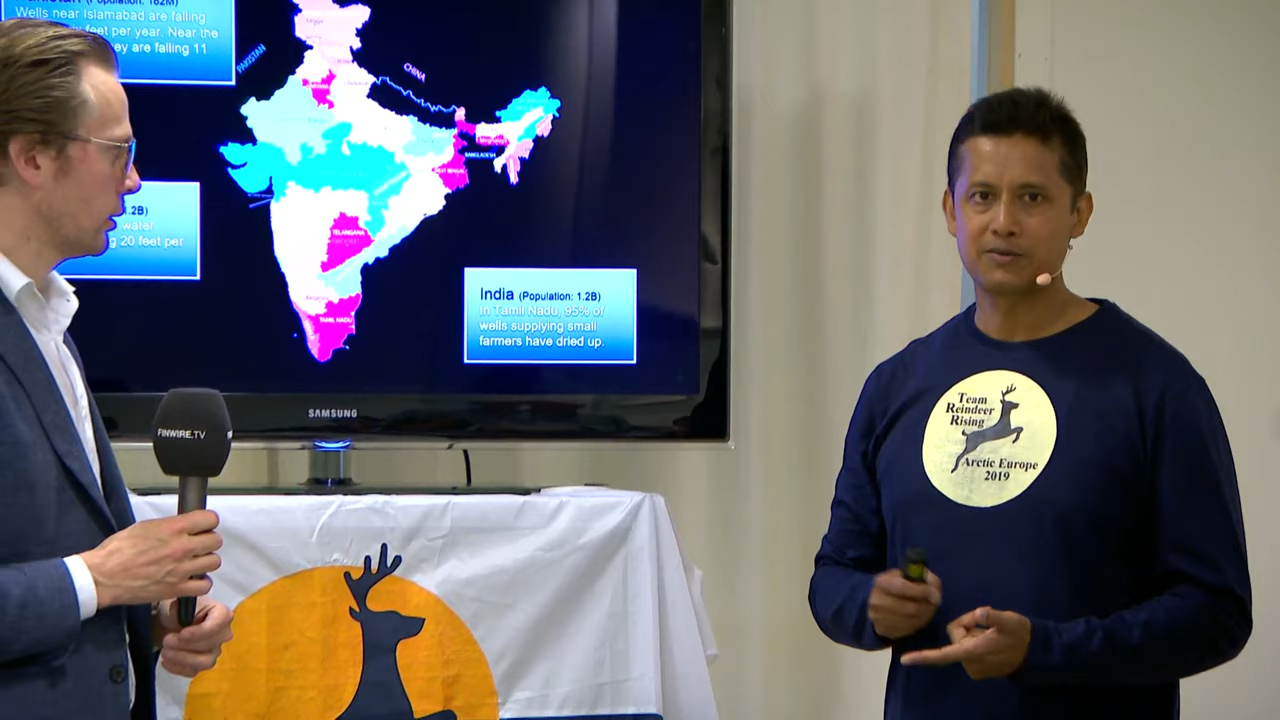 (Population: 182M)
Wells near Islamabad are falling
feet per year. Near the
ey are falling 11
PAKISTAN
CHINA
BANGLADESH
WEST BENGAL
TELANGANA
TAMIL NADU
1.2B)
water
20 feet per
India (Population: 1.2B)
In Tamil Nadu, 95% of
wells supplying small
farmers have dried up.
SAMSUNG
FINWIRE.TV
Team
Reindeer
Rising
Arctic Europe
2019